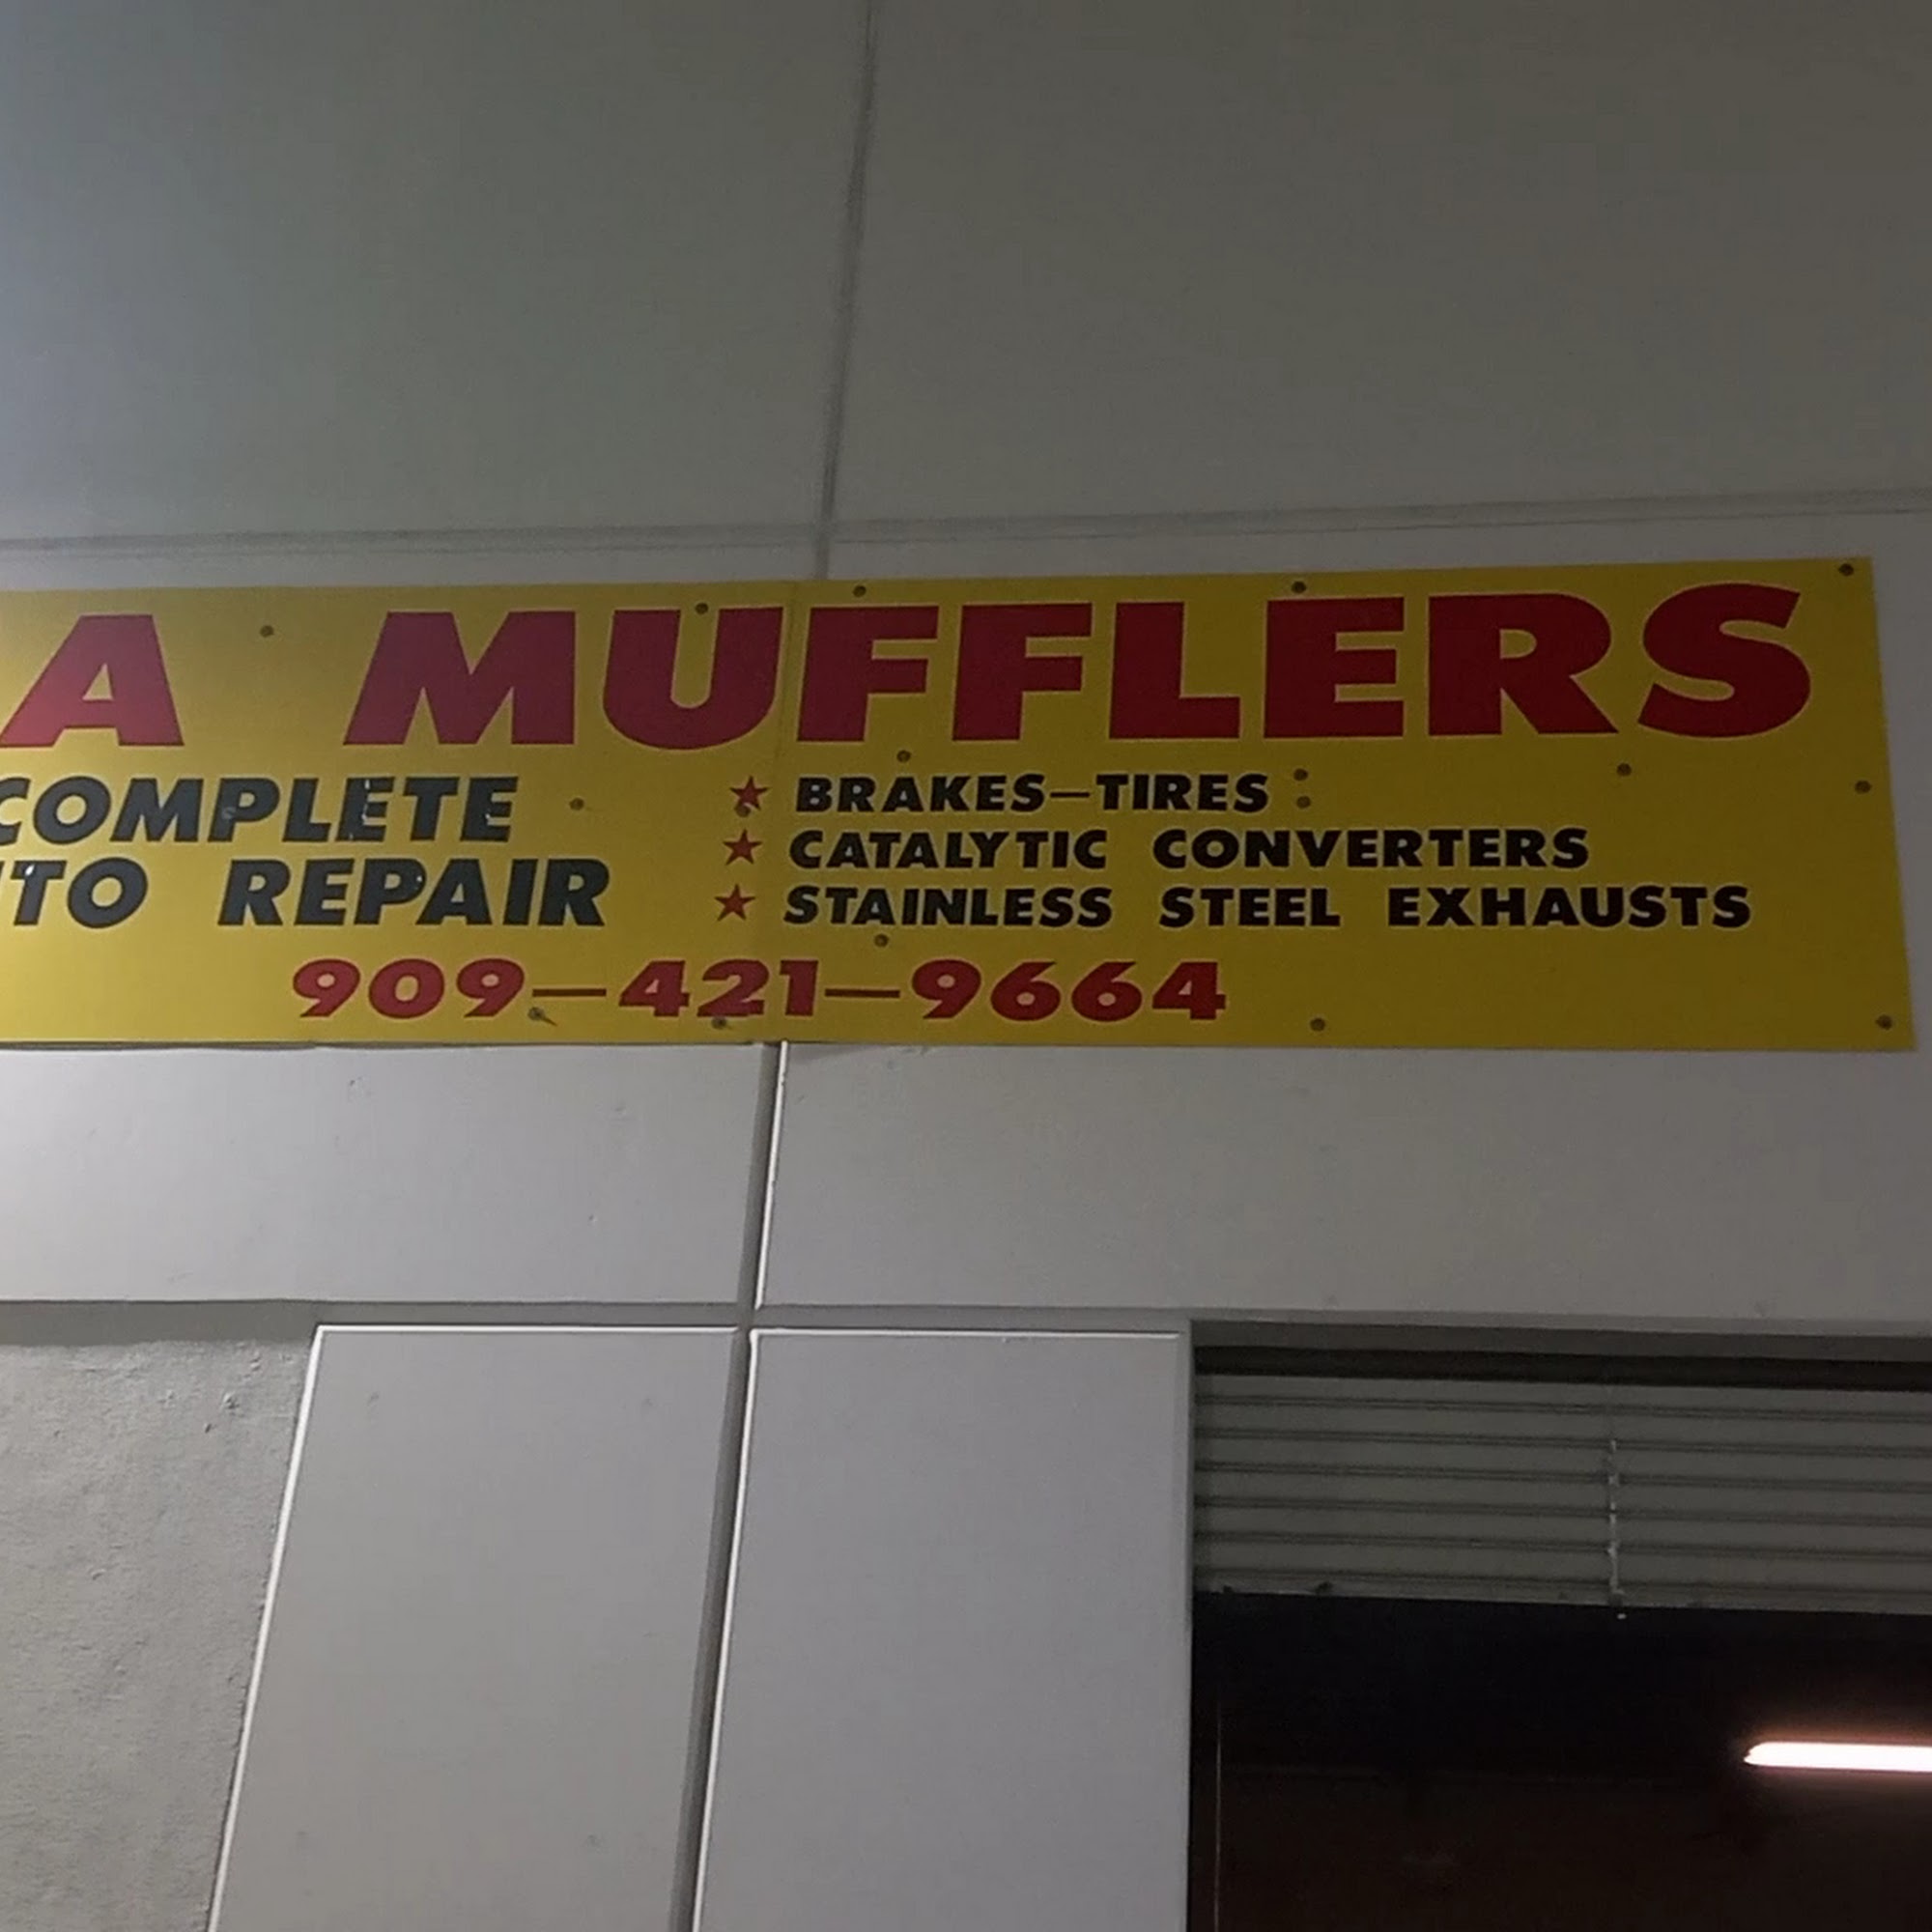 A MUFFLERS
COMPLETE
TO REPAIR
★ BRAKES—TIRES
★ CATALYTIC CONVERTERS
★ STAINLESS STEEL EXHAUSTS
909—421—9664